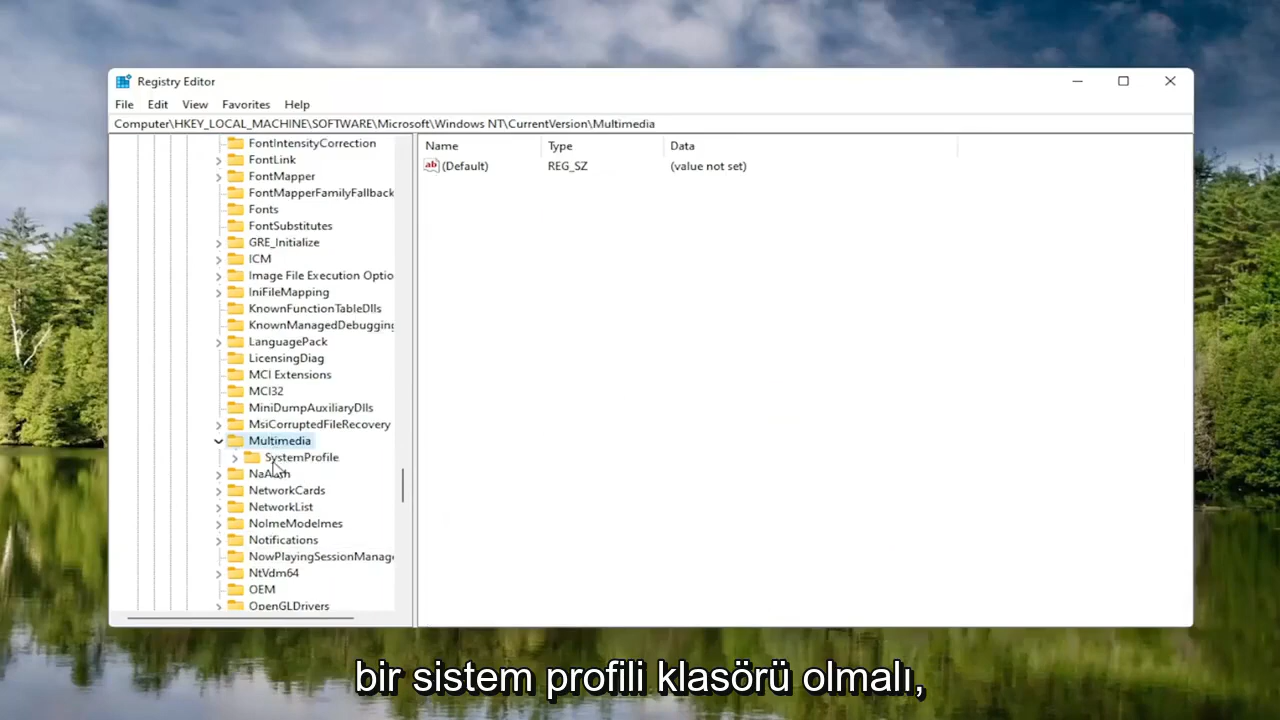 Registry Editor
File Edit View Favorites Help
Computer\HKEY_LOCAL_MACHINE\SOFTWARE\Microsoft\Windows NT\CurrentVersion\Multimedia
FontIntensityCorrection
FontLink
FontMapper
FontMapperFamilyFallback
Fonts
FontSubstitutes
GRE_Initialize
ICM
Image File Execution Optio
IniFileMapping
KnownFunctionTableDlls
KnownManagedDebugging
LanguagePack
LicensingDiag
MCI Extensions
MCI32
MiniDumpAuxiliaryDlls
MsiCorruptedFileRecovery
Multimedia
SystemProfile
NaAuth
NetworkCards
NetworkList
NoImeModeImes
Notifications
NowPlayingSessionManage
NtVdm64
OEM
OpenGLDrivers
Name Type Data
ab (Default) REG_SZ (value not set)
bir sistem profili klasörü olmalı,